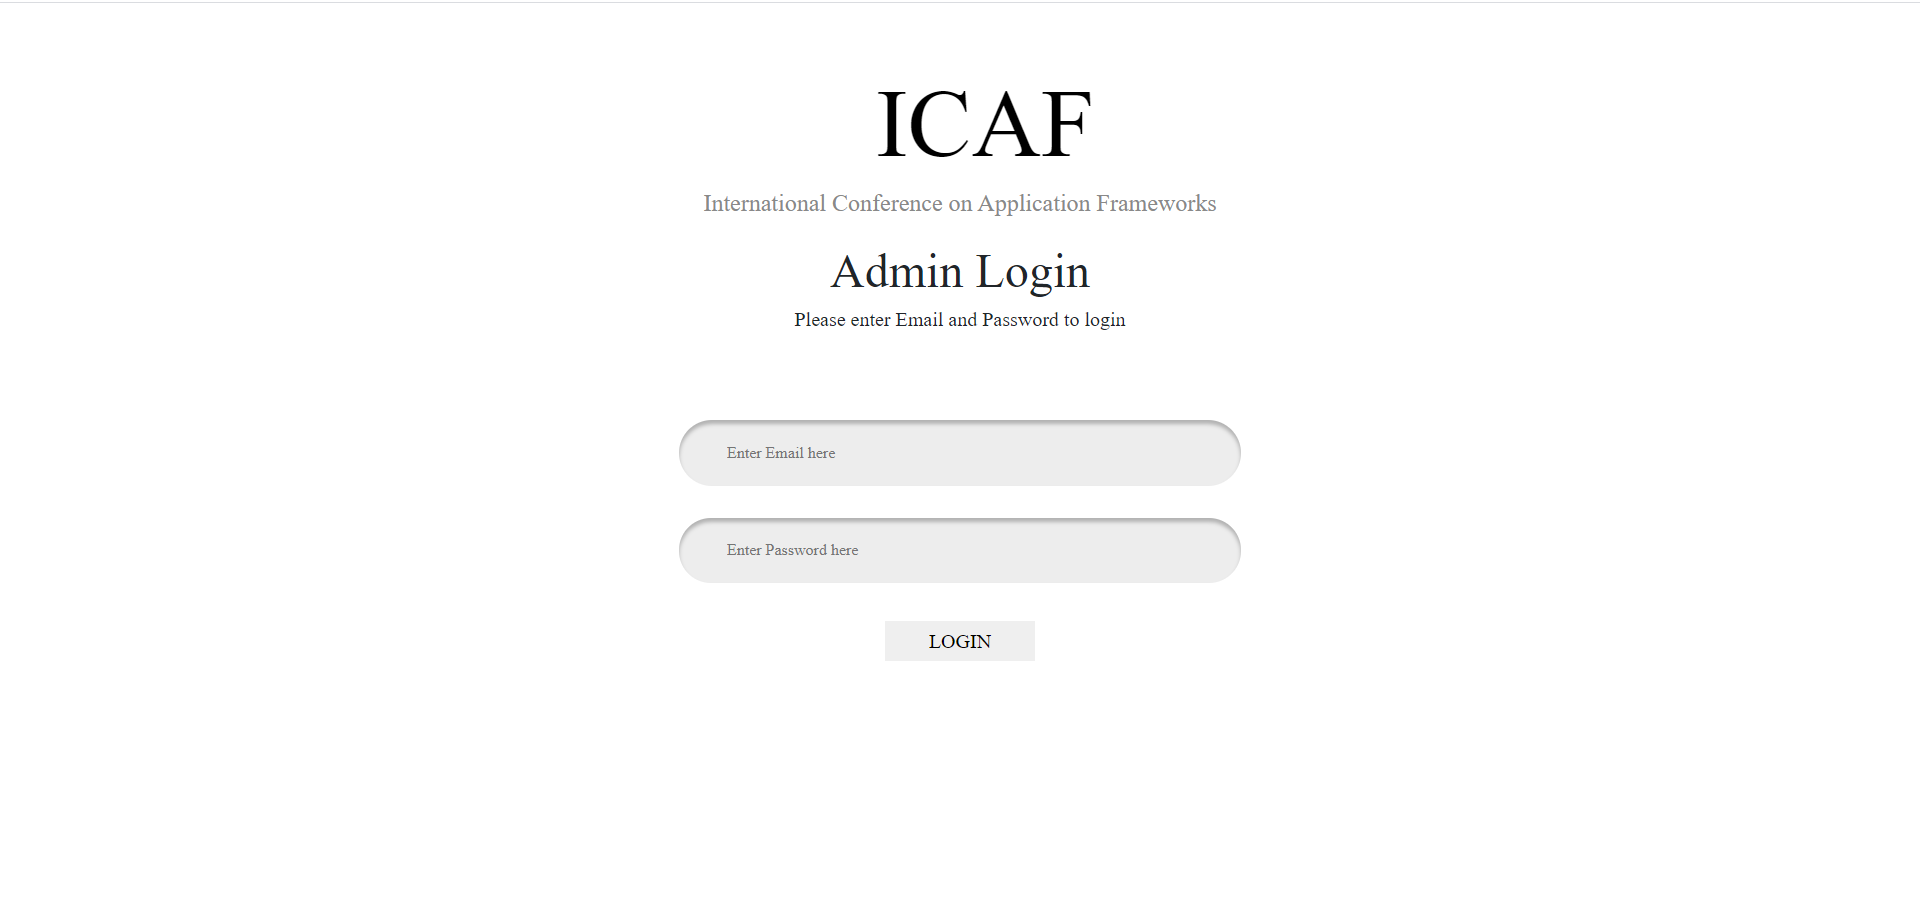 ICAF
International Conference on Application Frameworks
Admin Login
Please enter Email and Password to login
Enter Email here
Enter Password here
LOGIN